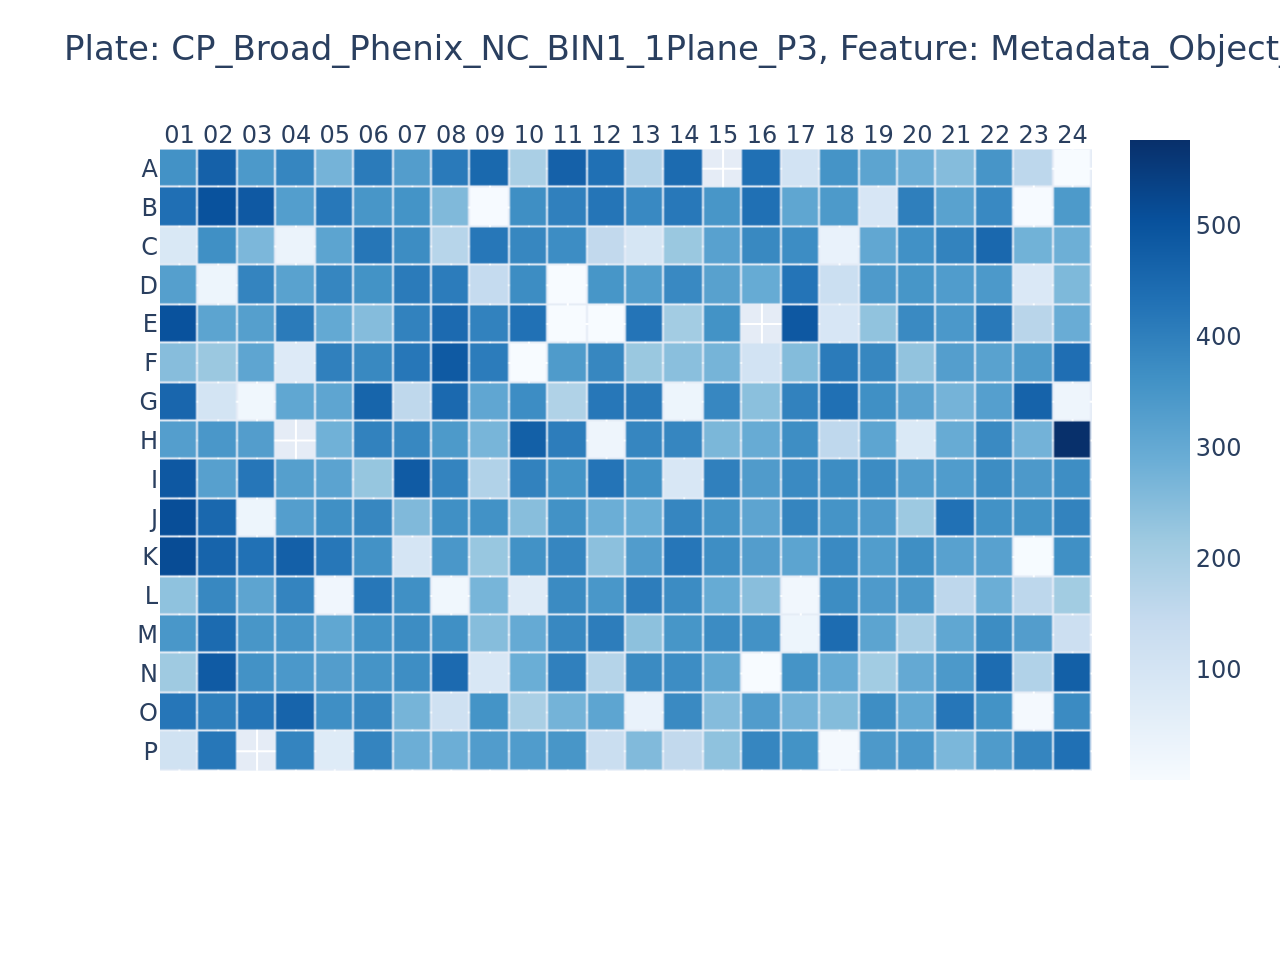 Plate: CP_Broad_Phenix_NC_BIN1_1Plane_P3, Feature: Metadata_Object_
01 02 03 04 05 06 07 08 09 10 11 12 13 14 15 16 17 18 19 20 21 22 23 24
A
B
C
D
E
F
G
H
I
J
K
L
M
N
O
P
500
400
300
200
100